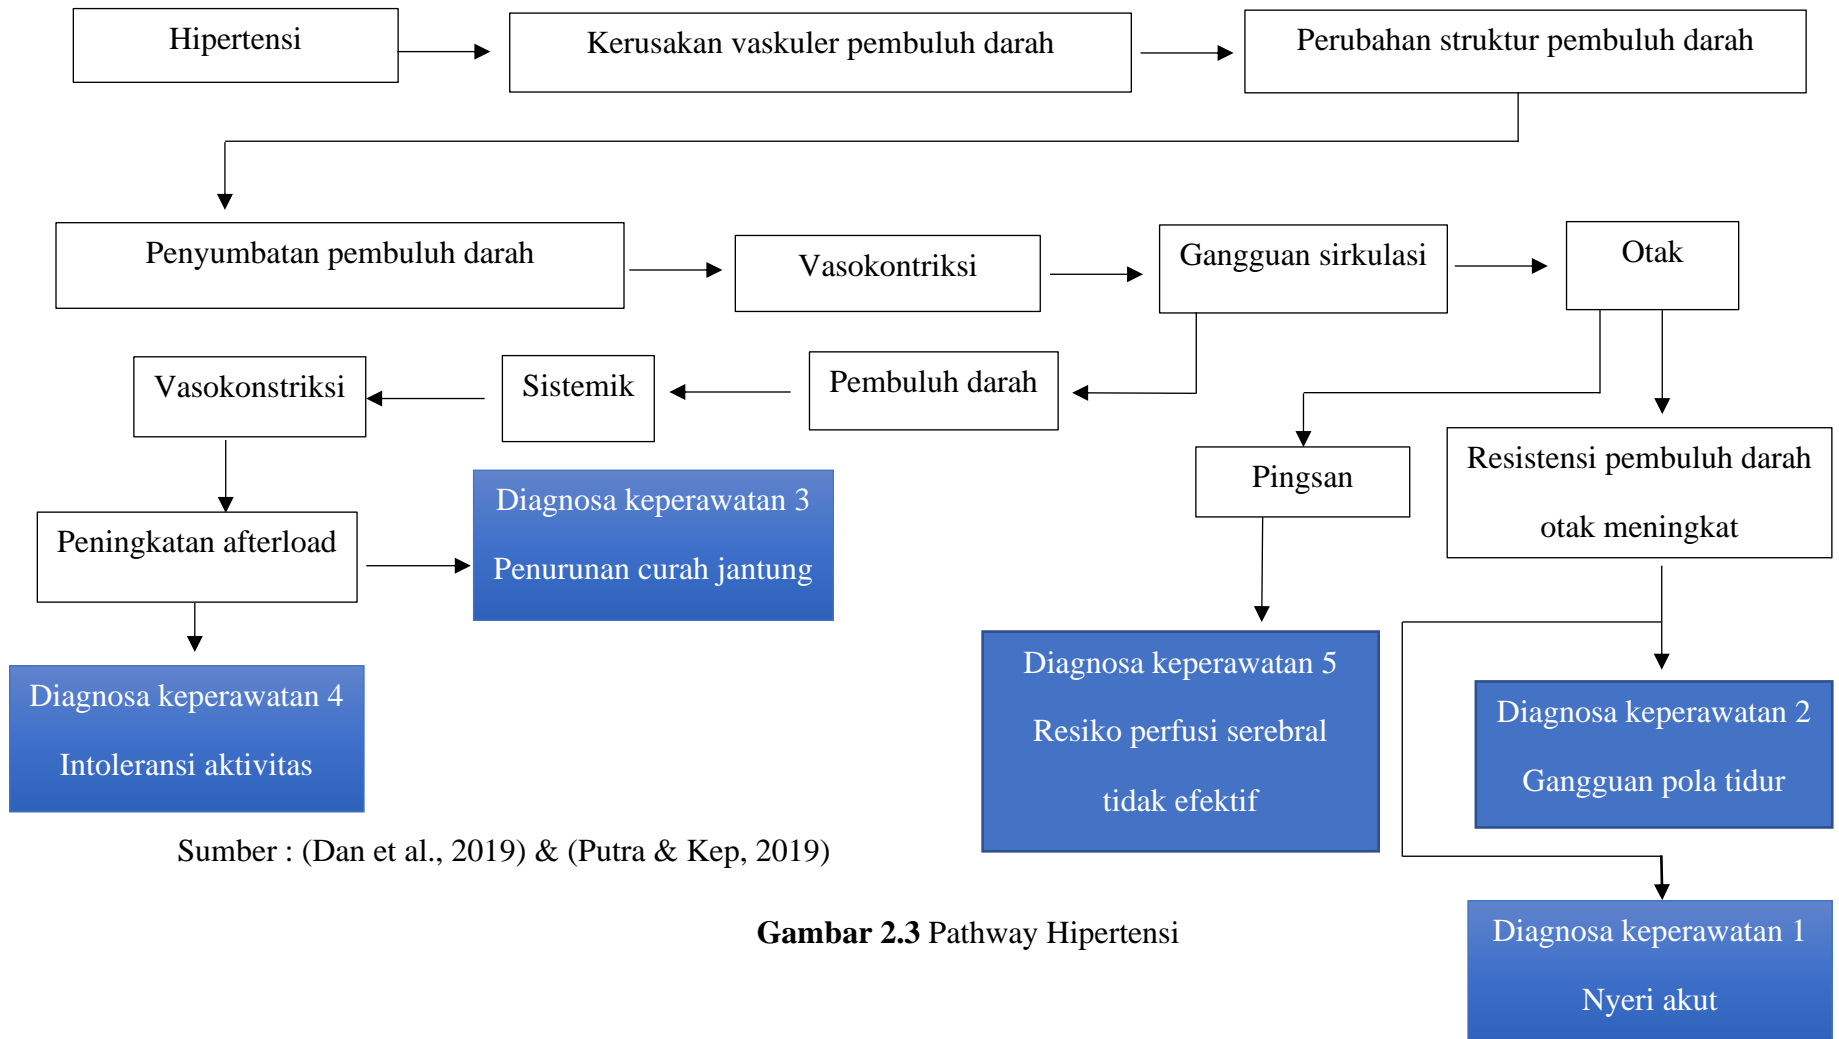 Hipertensi
Kerusakan vaskuler pembuluh darah
Perubahan struktur pembuluh darah
Penyumbatan pembuluh darah
Vasokontriksi
Gangguan sirkulasi
Otak
Vasokonstriksi
Sistemik
Pembuluh darah
Pingsan
Resistensi pembuluh darah
otak meningkat
Peningkatan afterload
Diagnosa keperawatan 3
Penurunan curah jantung
Diagnosa keperawatan 4
Intoleransi aktivitas
Diagnosa keperawatan 5
Resiko perfusi serebral
tidak efektif
Diagnosa keperawatan 2
Gangguan pola tidur
Sumber : (Dan et al., 2019) & (Putra & Kep, 2019)
Gambar 2.3 Pathway Hipertensi
Diagnosa keperawatan 1
Nyeri akut